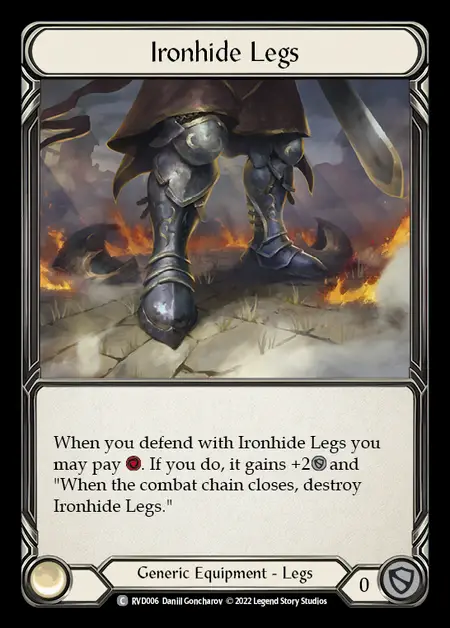 Ironhide Legs
When you defend with Ironhide Legs you
may pay . If you do, it gains +2 and
"When the combat chain closes, destroy
Ironhide Legs."
Generic Equipment - Legs
0
C RVD006 Daniil Goncharov © 2022 Legend Story Studios